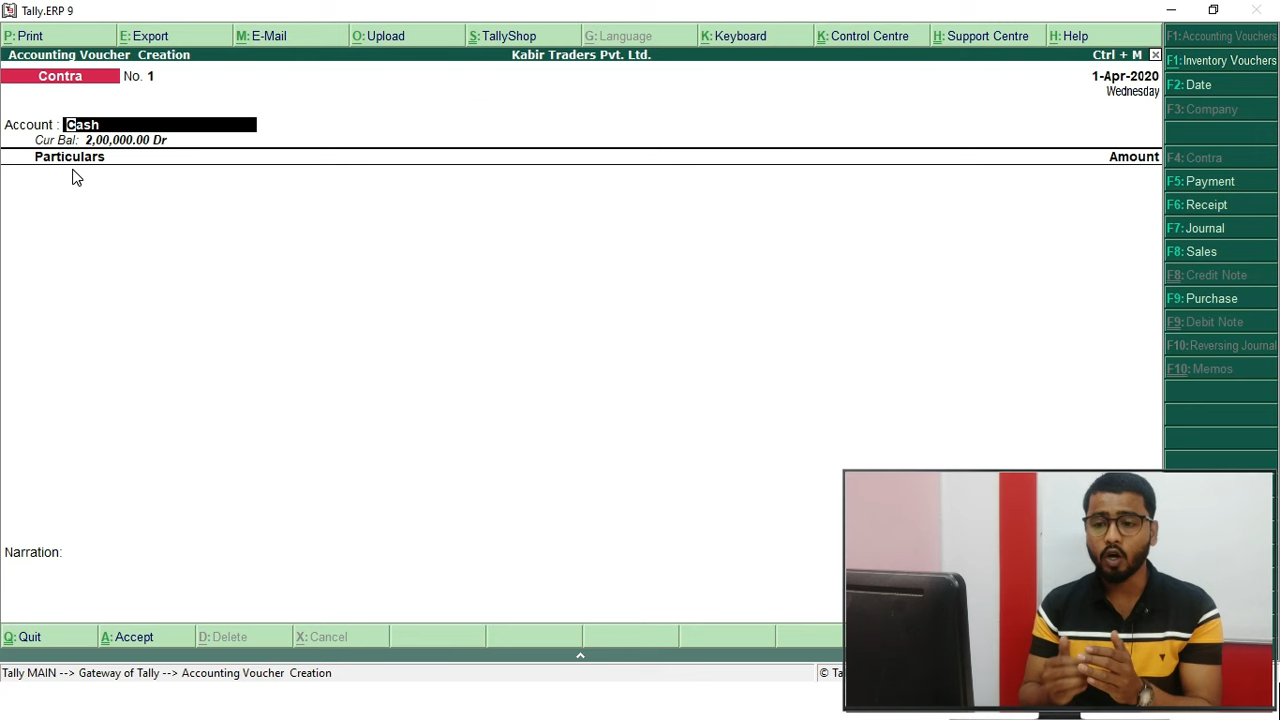 Tally.ERP 9
P: Print
E: Export
M: E-Mail
O: Upload
S: TallyShop
G: Language
K: Keyboard
K: Control Centre
H: Support Centre
H: Help
F1: Accounting Vouchers
Accounting Voucher Creation
Kabir Traders Pvt. Ltd.
Ctrl + M
F1: Inventory Vouchers
Contra No. 1
1-Apr-2020
Wednesday
F2: Date
F3: Company
Account : Cash
Cur Bal: 2,00,000.00 Dr
Particulars
Amount
F4: Contra
F5: Payment
F6: Receipt
F7: Journal
F8: Sales
F8: Credit Note
F9: Purchase
F9: Debit Note
F10: Reversing Journal
F10: Memos
Narration:
Q: Quit
A: Accept
D: Delete
X: Cancel
Tally MAIN --> Gateway of Tally --> Accounting Voucher Creation
©